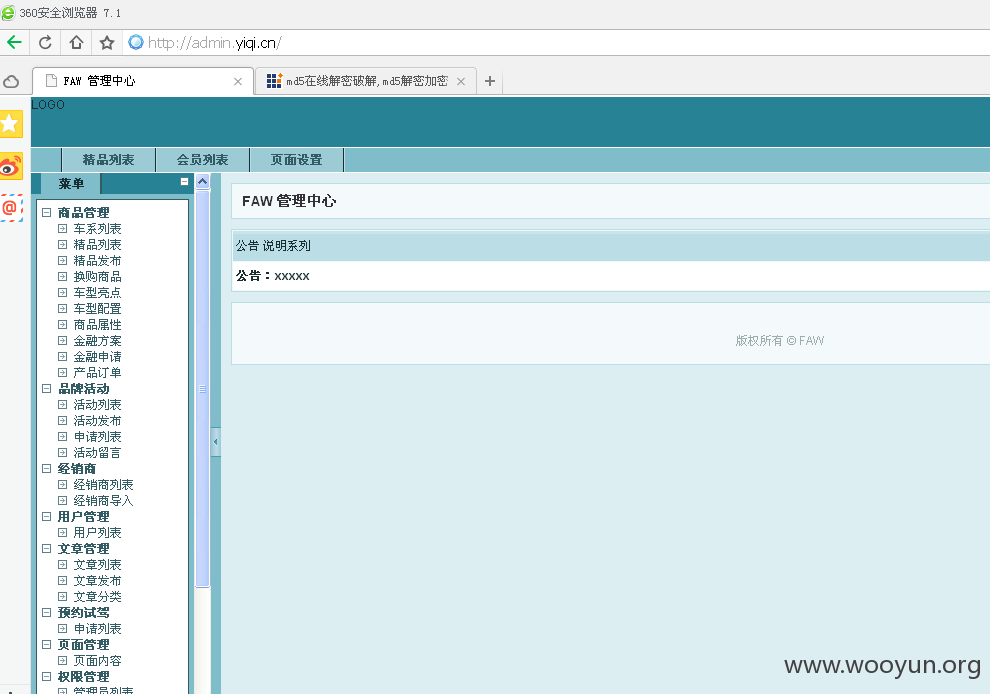 360安全浏览器 7.1
http://admin.yiqi.cn/
FAW 管理中心
md5在线解密破解,md5解密加密
LOGO
精品列表 会员列表 页面设置
菜单
商品管理
车系列表
精品列表
精品发布
换购商品
车型亮点
车型配置
商品属性
金融方案
金融申请
产品订单
品牌活动
活动列表
活动发布
申请列表
活动留言
经销商
经销商列表
经销商导入
用户管理
用户列表
文章管理
文章列表
文章发布
文章分类
预约试驾
申请列表
页面管理
页面内容
权限管理
管理员列表
FAW 管理中心
公告 说明系列
公告：xxxxx
版权所有 © FAW
www.wooyun.org